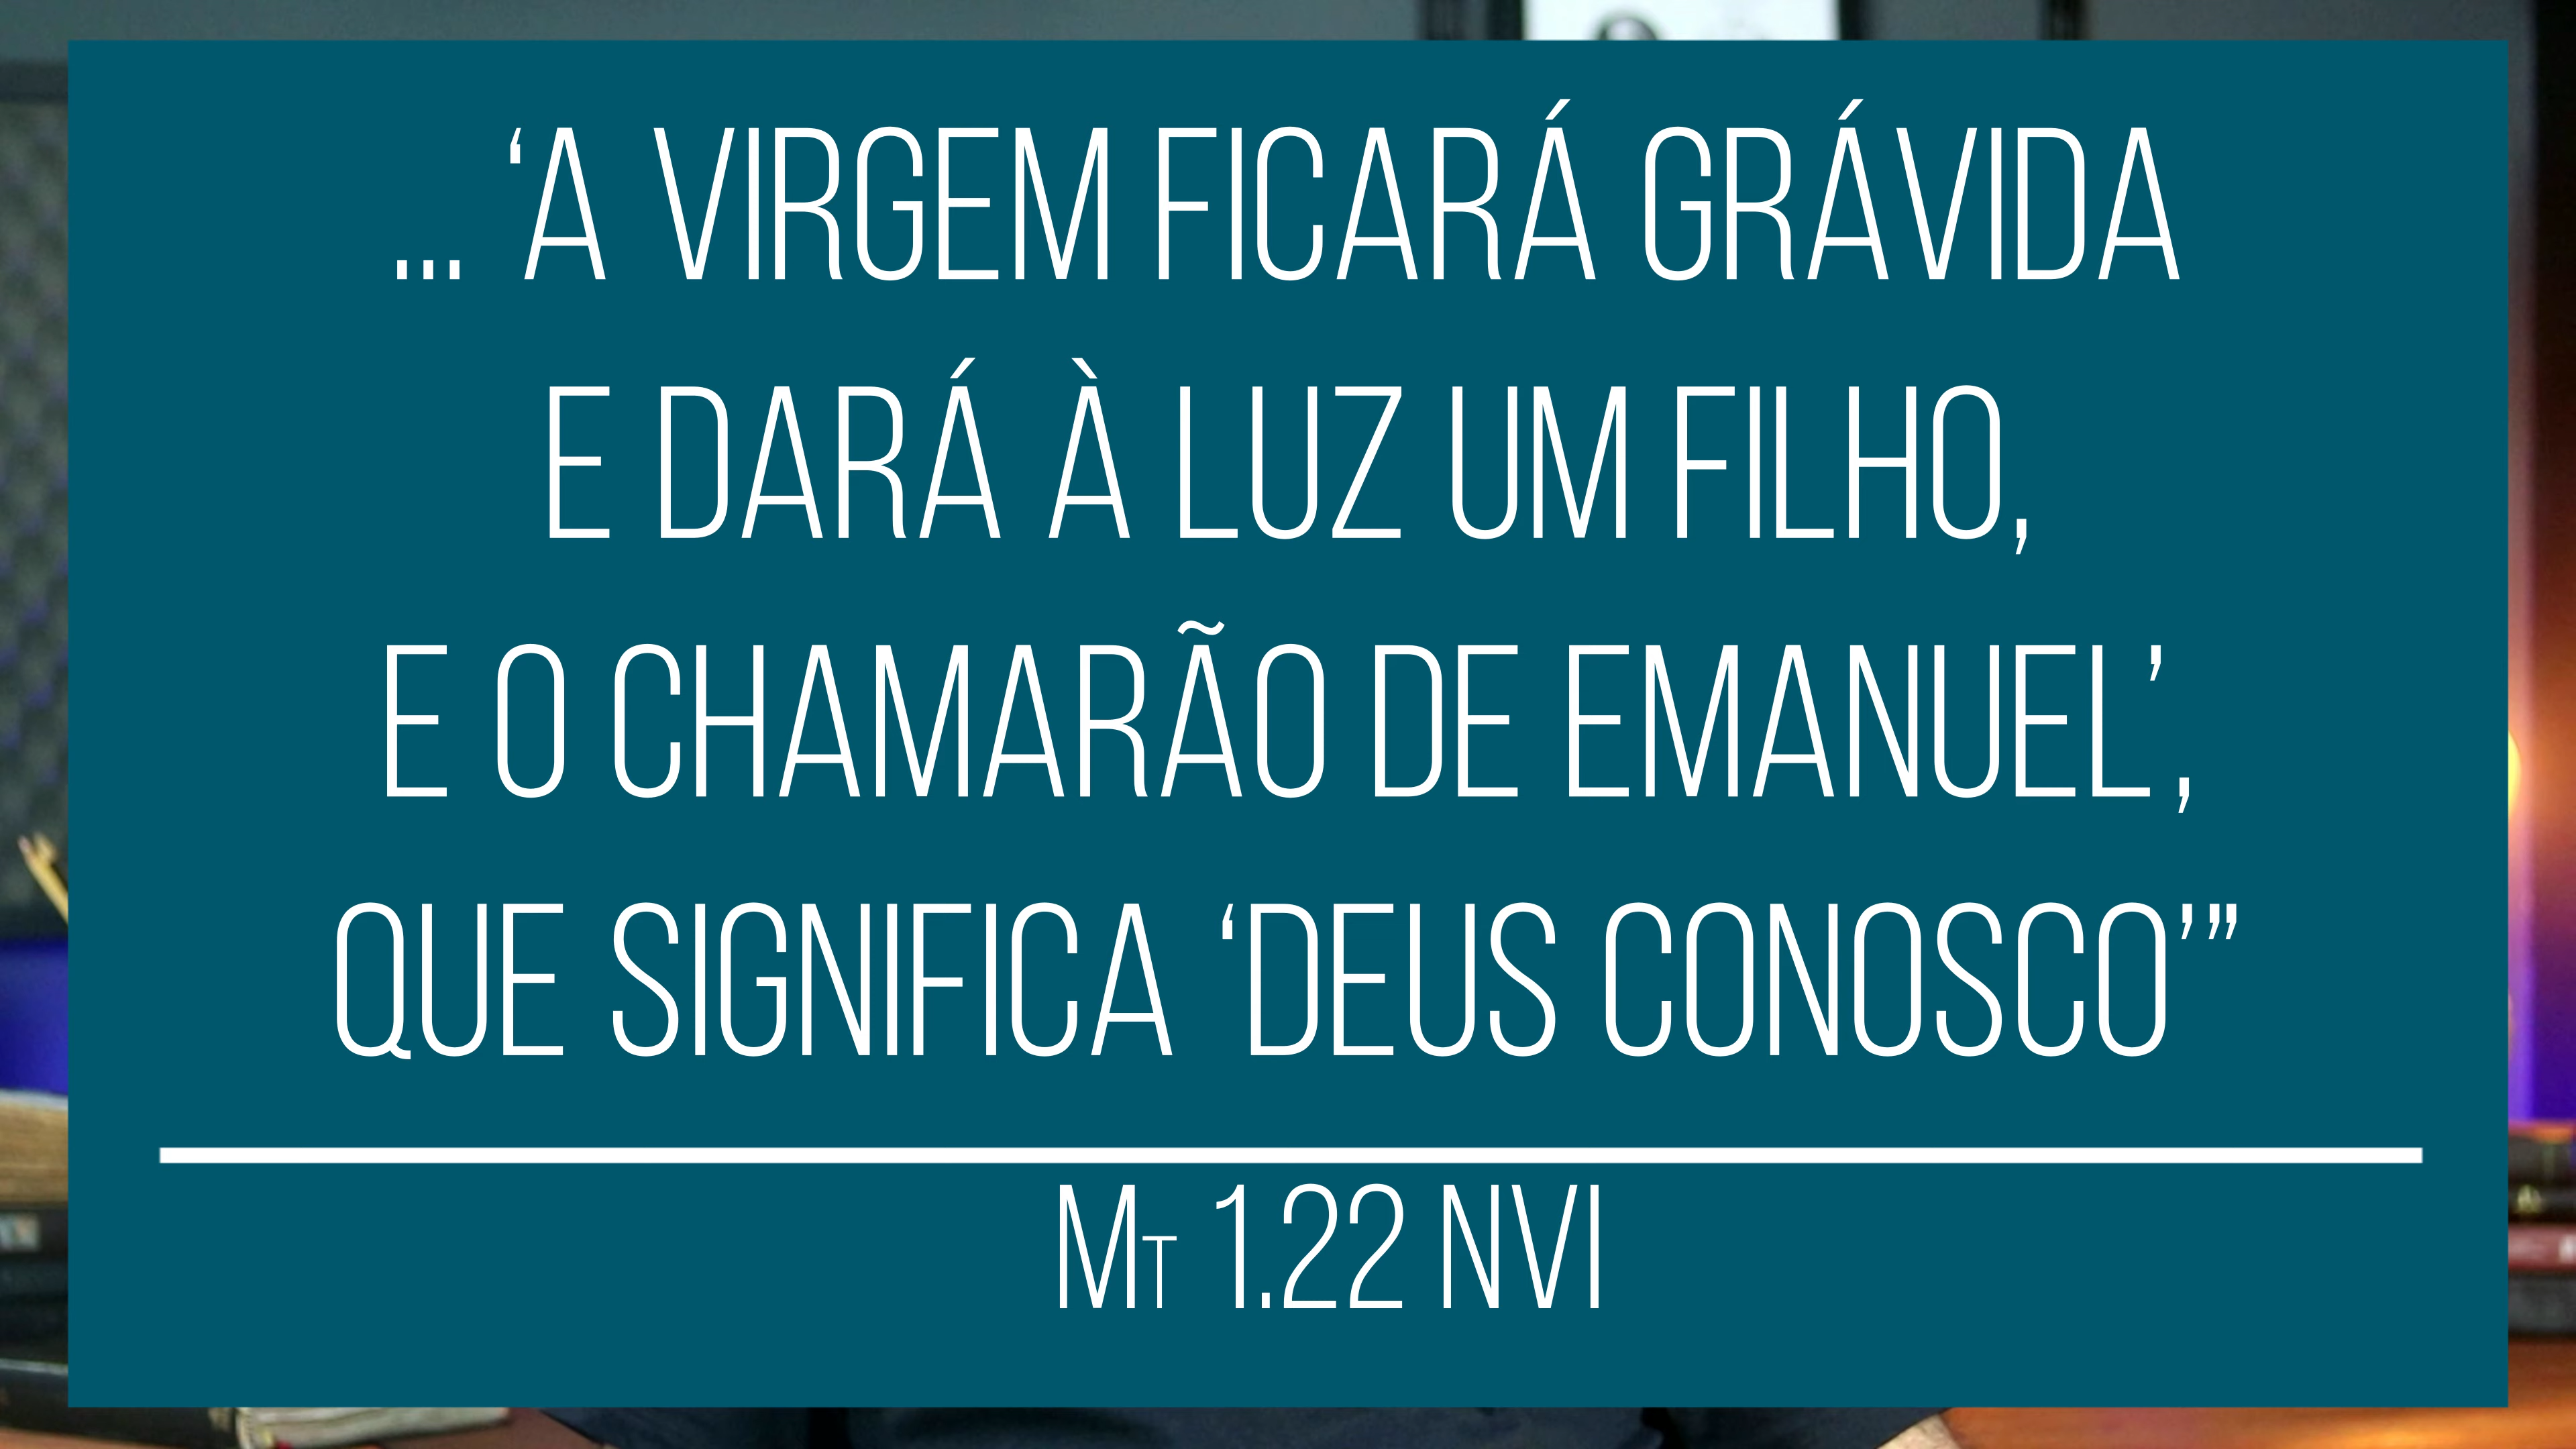 ... ‘A VIRGEM FICARÁ GRÁVIDA
E DARÁ À LUZ UM FILHO,
E O CHAMARÃO DE EMANUEL’,
QUE SIGNIFICA ‘DEUS CONOSCO’”
MT 1.22 NVI